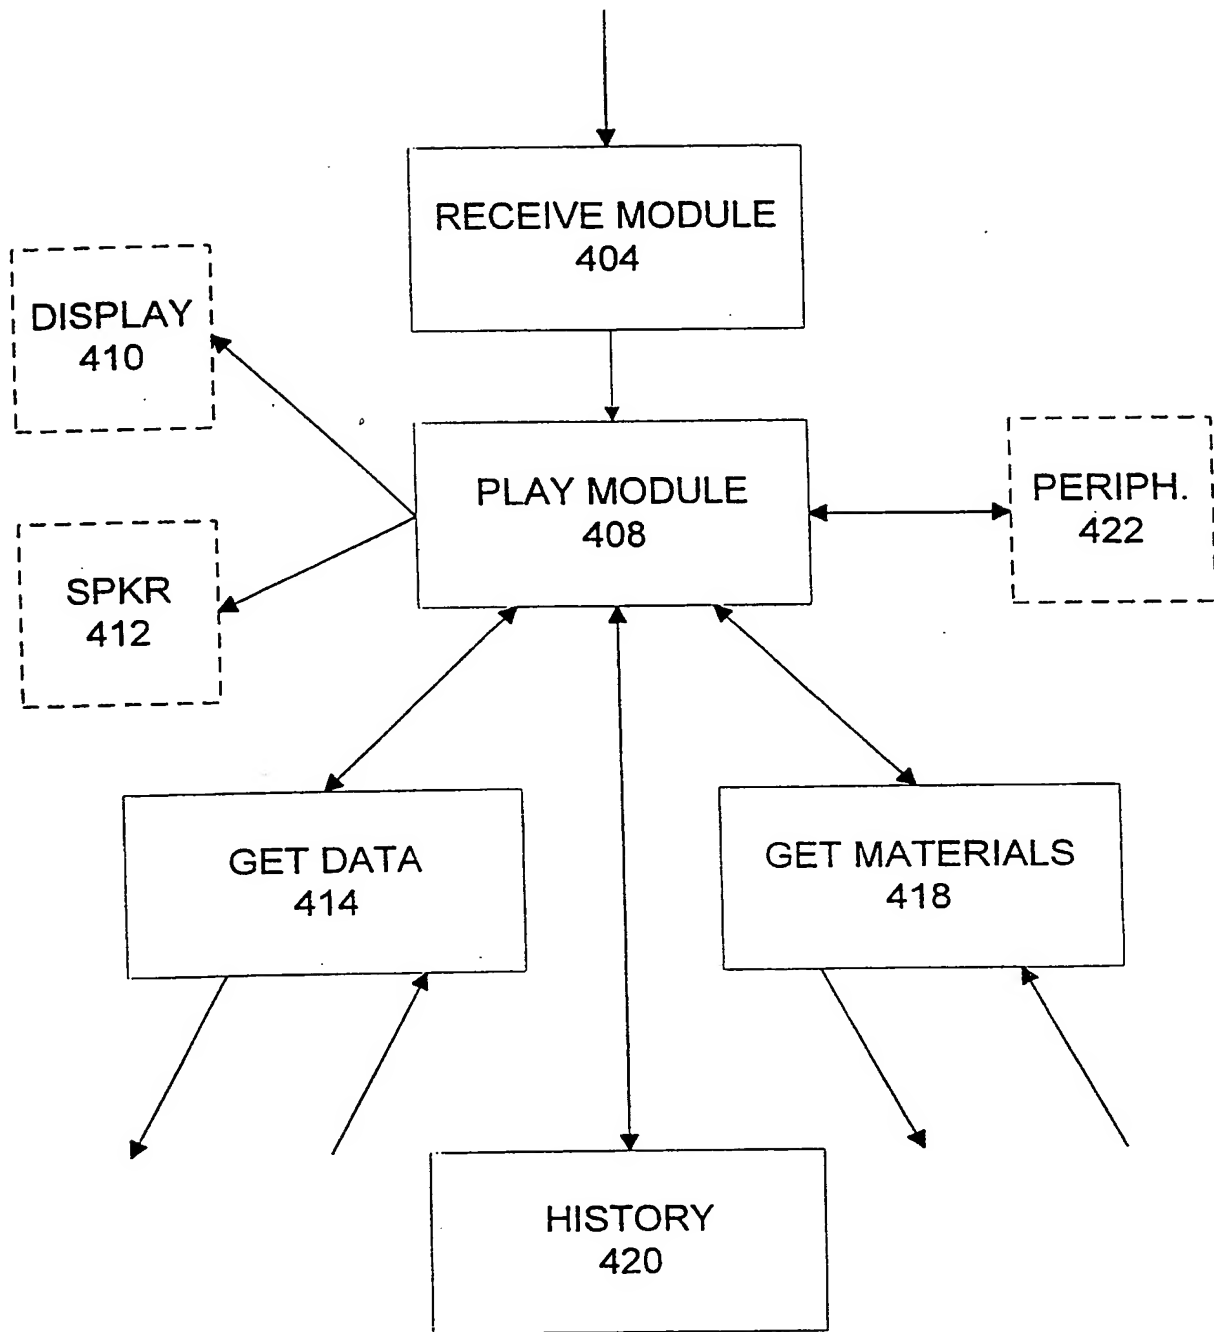 RECEIVE MODULE
404
DISPLAY
410
PLAY MODULE
408
PERIPH.
422
SPKR
412
GET DATA
414
GET MATERIALS
418
HISTORY
420